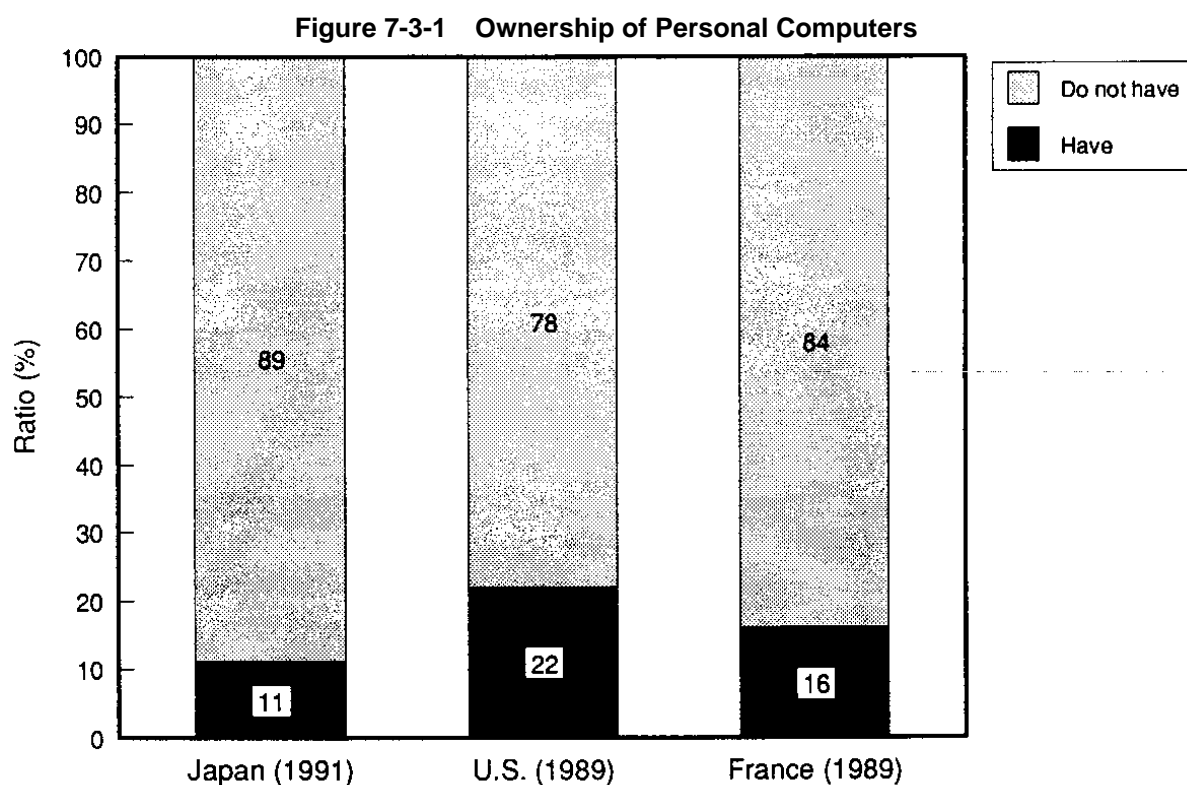 Figure 7-3-1 Ownership of Personal Computers
Do not have
Have
Ratio (%)
100
90
80
70
60
50
40
30
20
10
0
89
78
84
11
22
16
Japan (1991)
U.S. (1989)
France (1989)